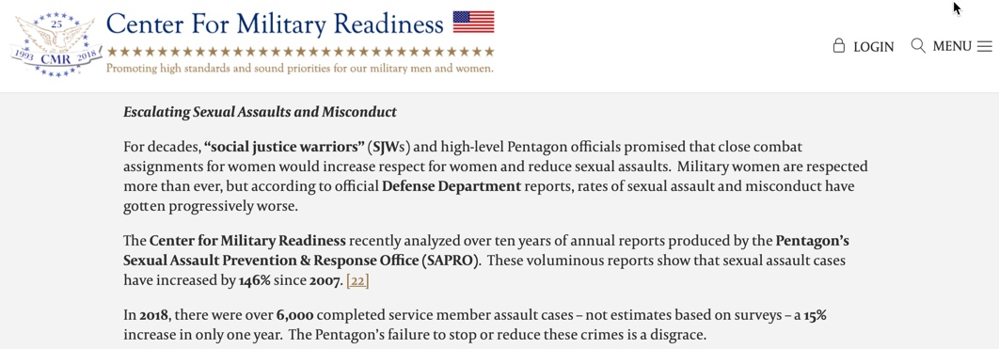 25
1993 CMR 2018
Center For Military Readiness
Promoting high standards and sound priorities for our military men and women.
LOGIN
MENU
Escalating Sexual Assaults and Misconduct
For decades, “social justice warriors” (SJWs) and high-level Pentagon officials promised that close combat
assignments for women would increase respect for women and reduce sexual assaults.  Military women are respected
more than ever, but according to official Defense Department reports, rates of sexual assault and misconduct have
gotten progressively worse.
The Center for Military Readiness recently analyzed over ten years of annual reports produced by the Pentagon’s
Sexual Assault Prevention & Response Office (SAPRO).  These voluminous reports show that sexual assault cases
have increased by 146% since 2007. [22]
In 2018, there were over 6,000 completed service member assault cases – not estimates based on surveys – a 15%
increase in only one year.  The Pentagon’s failure to stop or reduce these crimes is a disgrace.